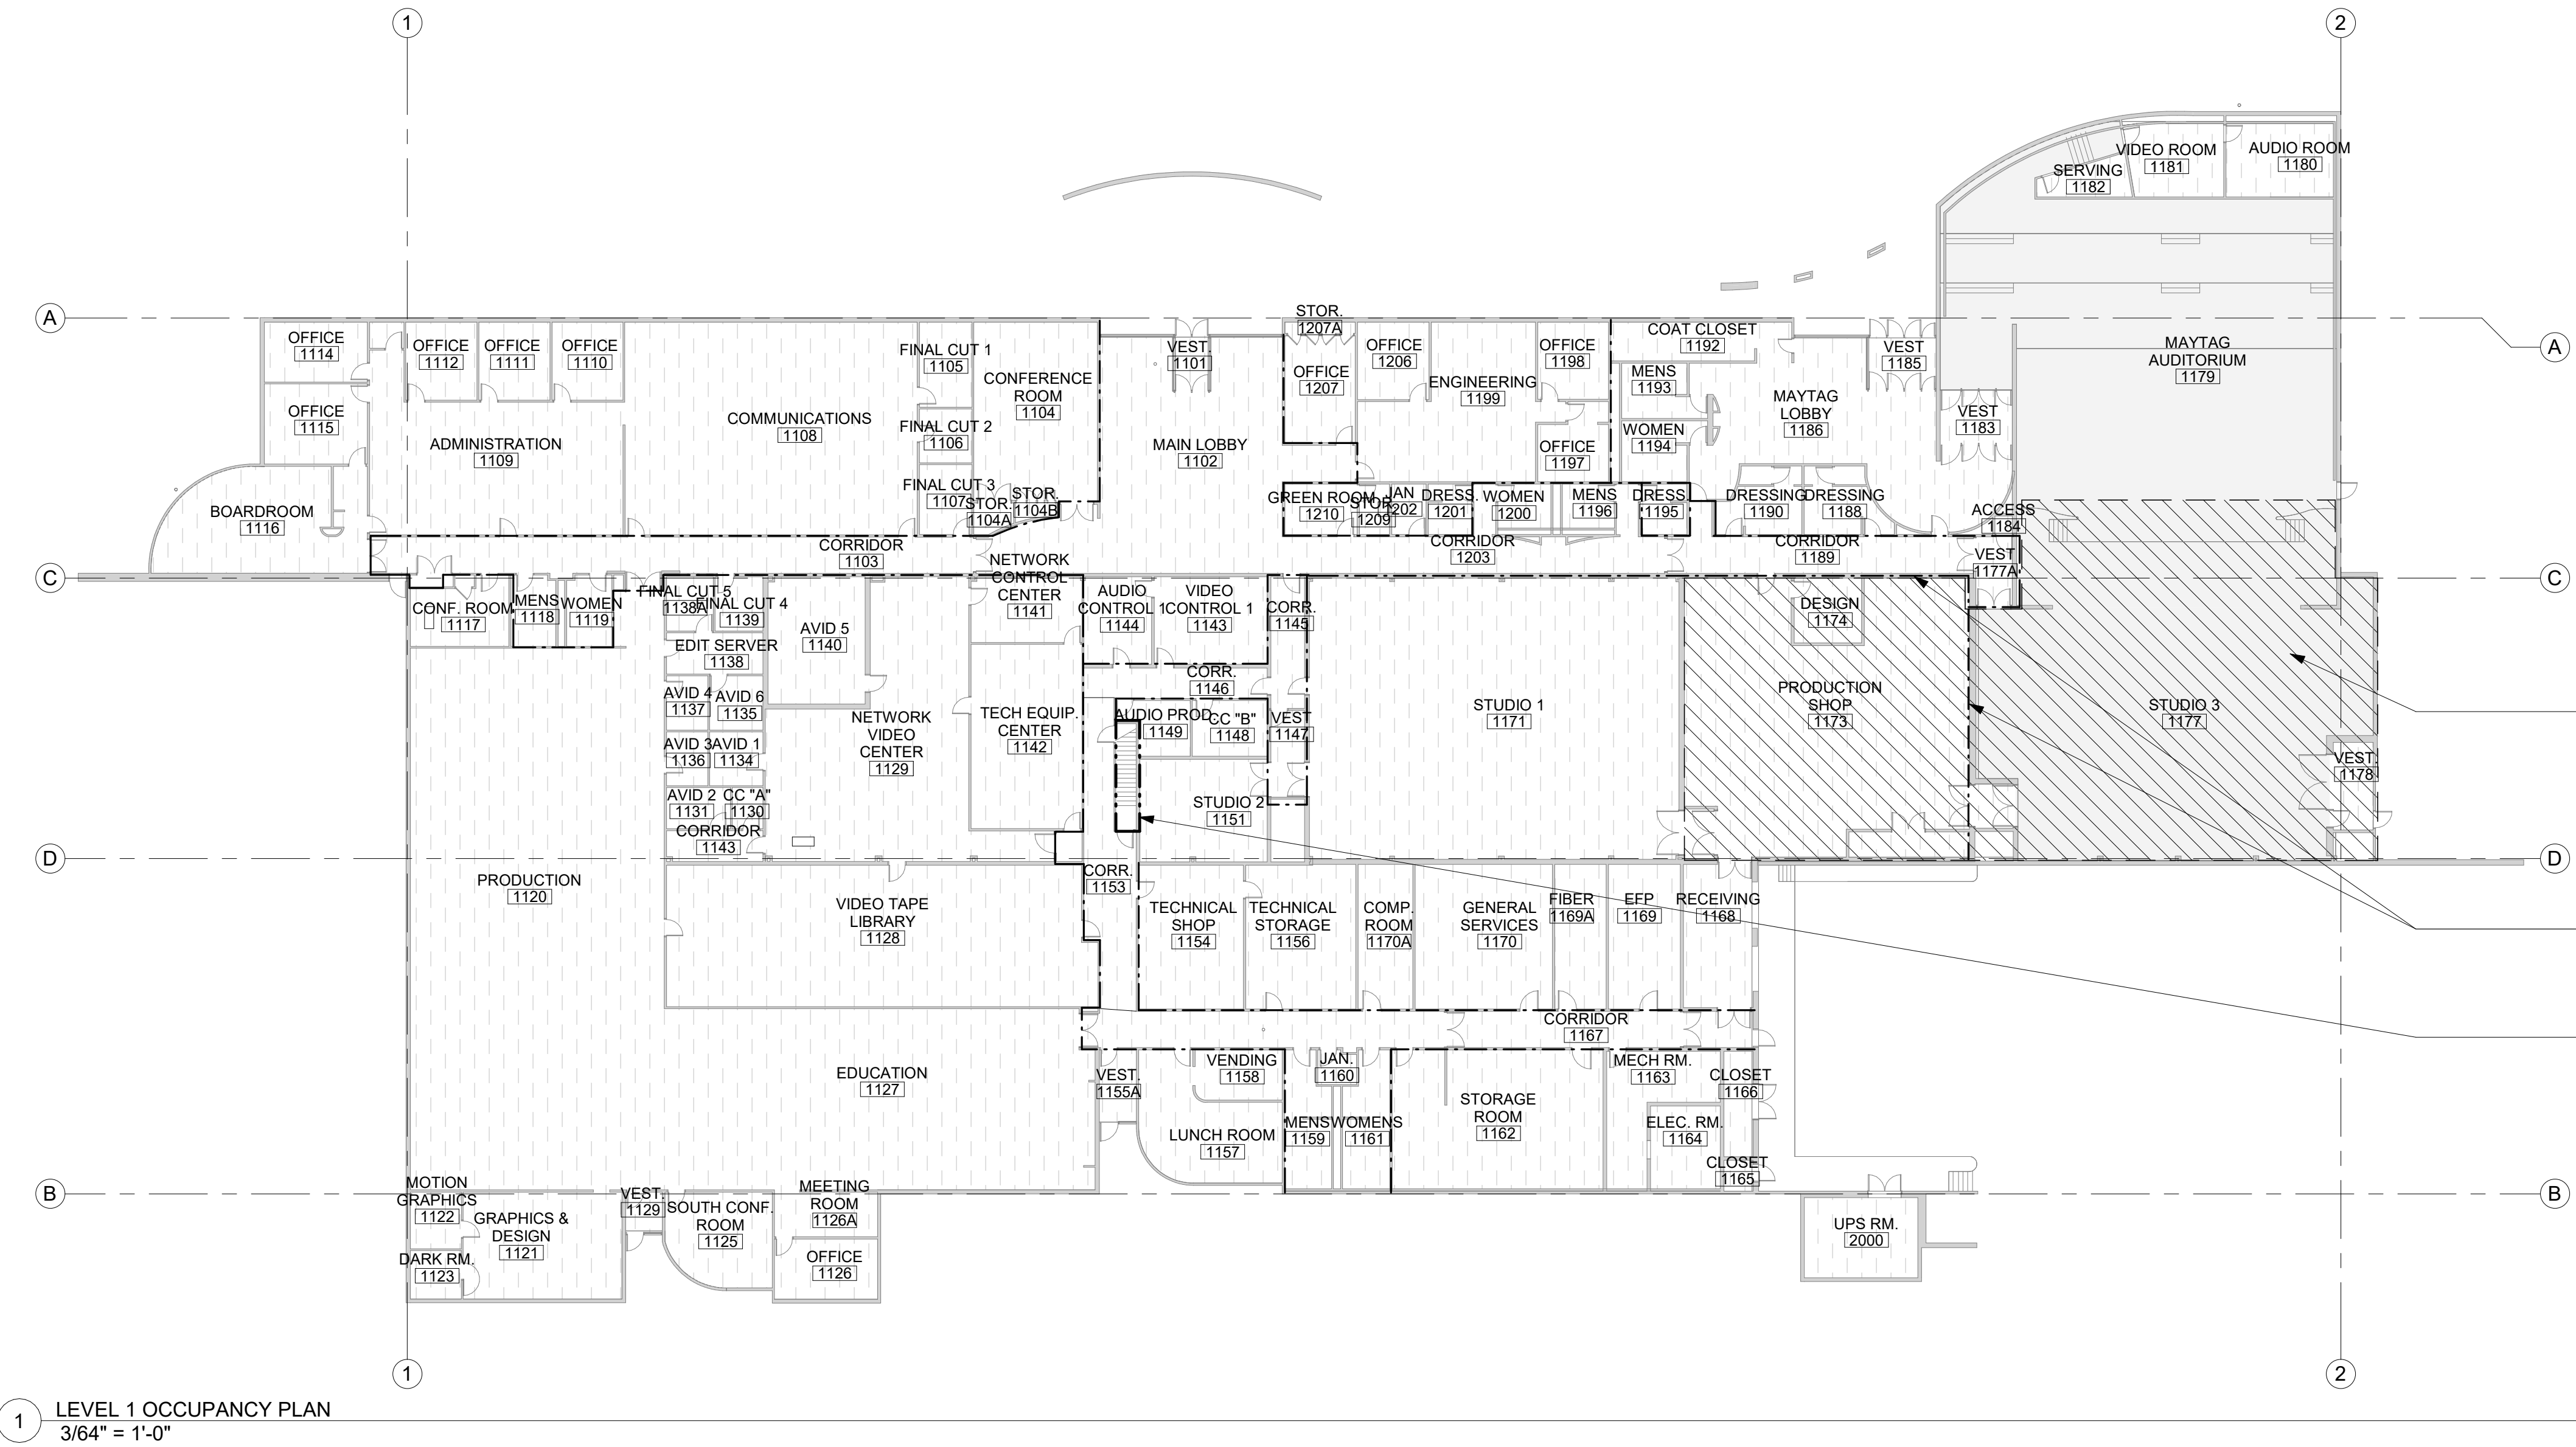 1
2
VIDEO ROOM
1181
AUDIO ROOM
1180
SERVING
1182
A
A
STOR.
1207A
COAT CLOSET
1192
OFFICE
1114
OFFICE
1112
OFFICE
1111
OFFICE
1110
FINAL CUT 1
1105
CONFERENCE
ROOM
1104
VEST.
1101
OFFICE
1207
OFFICE
1206
ENGINEERING
1199
OFFICE
1198
MENS
1193
VEST
1185
MAYTAG
AUDITORIUM
1179
OFFICE
1115
ADMINISTRATION
1109
COMMUNICATIONS
1108
FINAL CUT 2
1106
MAIN LOBBY
1102
OFFICE
1197
WOMEN
1194
MAYTAG
LOBBY
1186
VEST
1183
BOARDROOM
1116
FINAL CUT 3
1107
STOR.
1104A
STOR.
1104B
GREEN ROOM
1210
STOR.
1209
JAN
1202
DRESS.
1201
WOMEN
1200
MENS
1196
DRESS.
1195
DRESSING
1190
DRESSING
1188
ACCESS
1184
CORRIDOR
1103
CORRIDOR
1203
CORRIDOR
1189
VEST
1177A
C
C
CONF. ROOM
1117
MENS
1118
WOMEN
1119
FINAL CUT 5
1138A
FINAL CUT 4
1139
NETWORK
CONTROL
CENTER
1141
AUDIO
CONTROL 1
1144
VIDEO
CONTROL 1
1143
CORR.
1145
DESIGN
1174
EDIT SERVER
1138
AVID 5
1140
CORR.
1146
AVID 4
1137
AVID 6
1135
NETWORK
VIDEO
CENTER
1129
TECH EQUIP.
CENTER
1142
AUDIO PROD.
1149
CC "B"
1148
VEST
1147
STUDIO 1
1171
PRODUCTION
SHOP
1173
STUDIO 3
1177
AVID 3
1136
AVID 1
1134
VEST.
1178
AVID 2
1131
CC "A"
1130
STUDIO 2
1151
CORRIDOR
1143
D
D
PRODUCTION
1120
VIDEO TAPE
LIBRARY
1128
CORR.
1153
TECHNICAL
SHOP
1154
TECHNICAL
STORAGE
1156
COMP.
ROOM
1170A
GENERAL
SERVICES
1170
FIBER
1169A
EFP
1169
RECEIVING
1168
CORRIDOR
1167
EDUCATION
1127
VEST.
1155A
VENDING
1158
JAN.
1160
MECH RM.
1163
CLOSET
1166
LUNCH ROOM
1157
MENS
1159
WOMENS
1161
STORAGE
ROOM
1162
ELEC. RM.
1164
CLOSET
1165
B
B
MOTION
GRAPHICS
1122
GRAPHICS &
DESIGN
1121
VEST.
1129
SOUTH CONF.
ROOM
1125
MEETING
ROOM
1126A
DARK RM.
1123
OFFICE
1126
UPS RM.
2000
1
2
1
LEVEL 1 OCCUPANCY PLAN
3/64" = 1'-0"